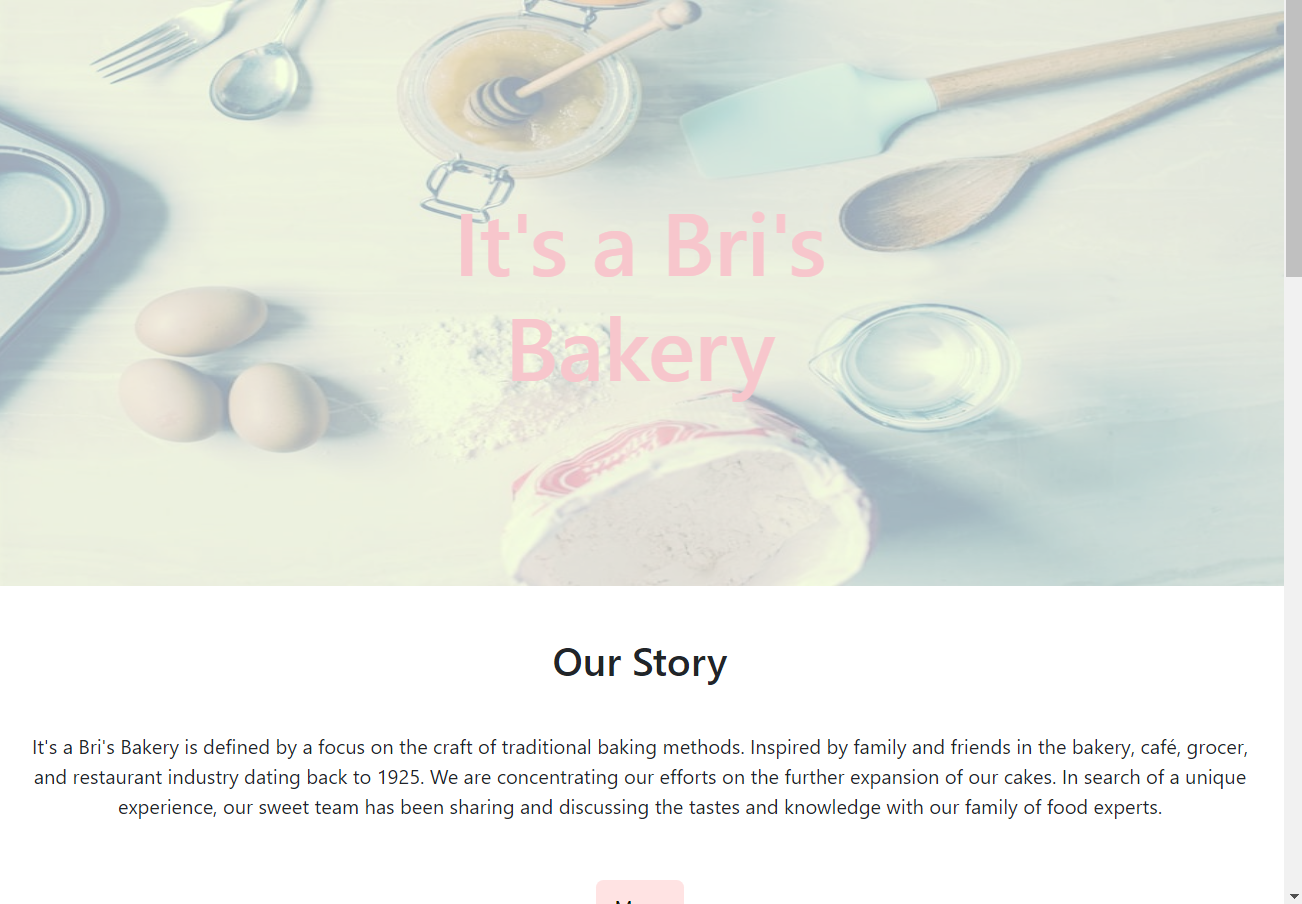 It's a Bri's
Bakery
Our Story
It's a Bri's Bakery is defined by a focus on the craft of traditional baking methods. Inspired by family and friends in the bakery, café, grocer,
and restaurant industry dating back to 1925. We are concentrating our efforts on the further expansion of our cakes. In search of a unique
experience, our sweet team has been sharing and discussing the tastes and knowledge with our family of food experts.